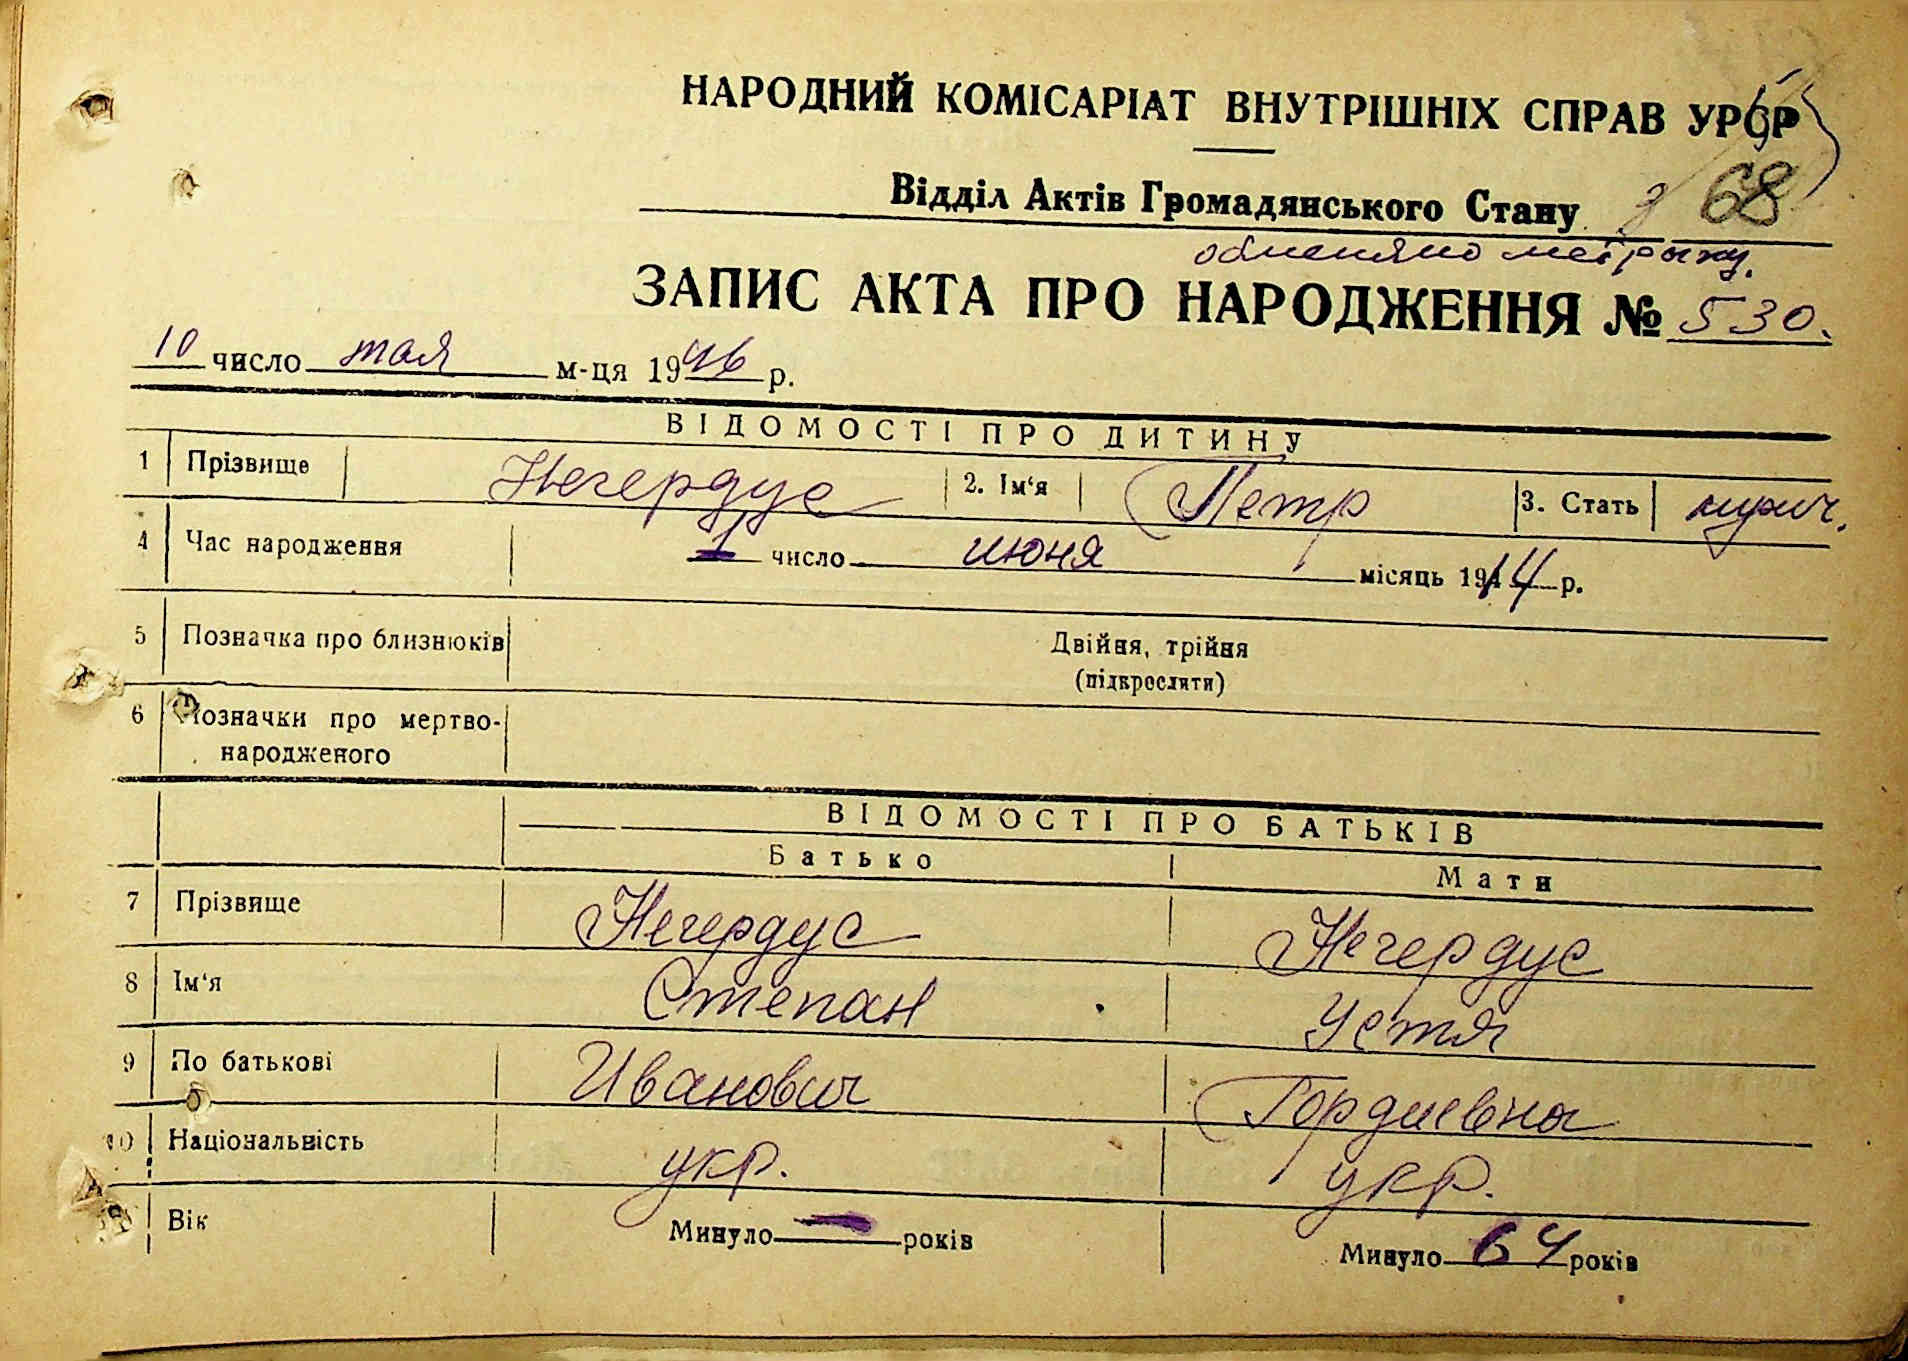 НАРОДНИЙ КОМІСАРІАТ ВНУТРІШНІХ СПРАВ УРСР
Відділ Актів Громадянського Стану 68
обменяно метрыку.
ЗАПИС АКТА ПРО НАРОДЖЕННЯ № 530.
10 число мая м-ця 1946 р.
ВІДОМОСТІ ПРО ДИТИНУ
1 Прізвище Негердус 2. Ім'я Петр 3. Стать
4 Час народження 1 число июня місяць 1914 р.
5 Позначка про близнюків Двійня, трійня
(підкреслити)
6 Позначки про мертво-
народженого
ВІДОМОСТІ ПРО БАТЬКІВ
Батько Мати
7 Прізвище Негердус Негердус
8 Ім'я Степан Устя
9 По батькові Иванович Гордиевна
10 Національність укр. укр.
Вік Минуло — років Минуло 64 років